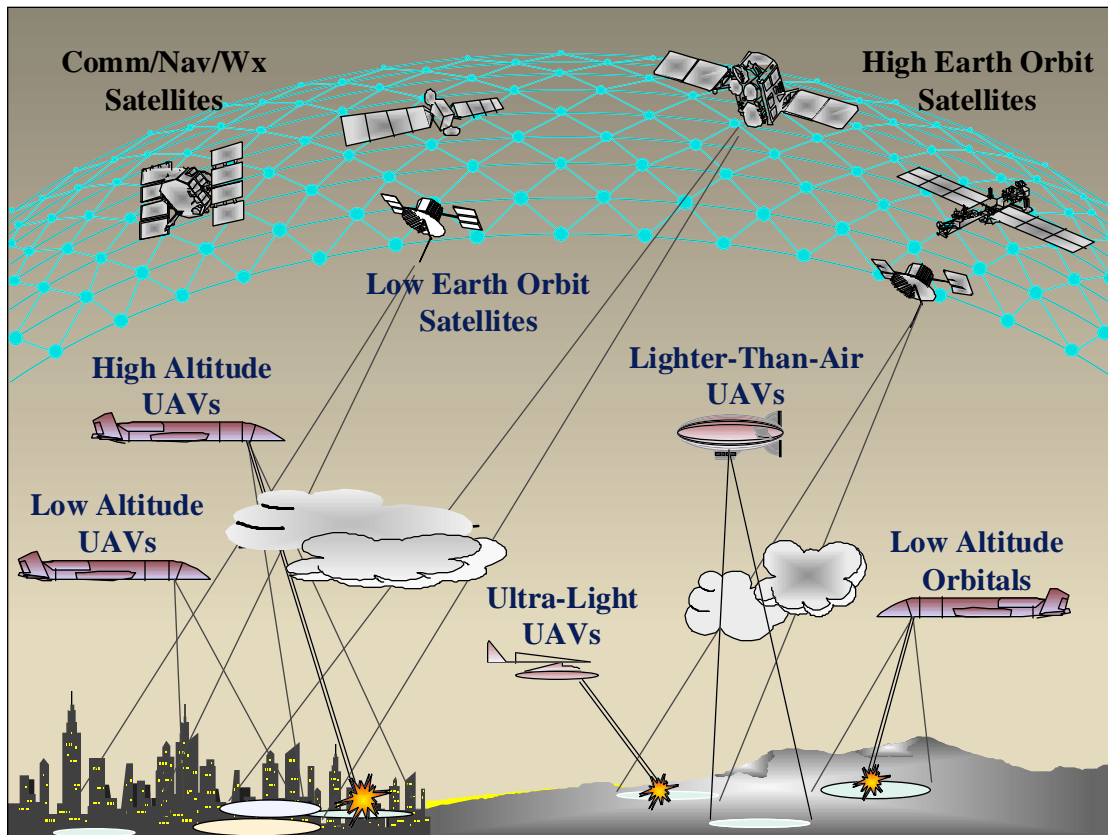 Comm/Nav/Wx
Satellites
High Earth Orbit
Satellites
Low Earth Orbit
Satellites
High Altitude
UAVs
Lighter-Than-Air
UAVs
Low Altitude
UAVs
Low Altitude
Orbitals
Ultra-Light
UAVs